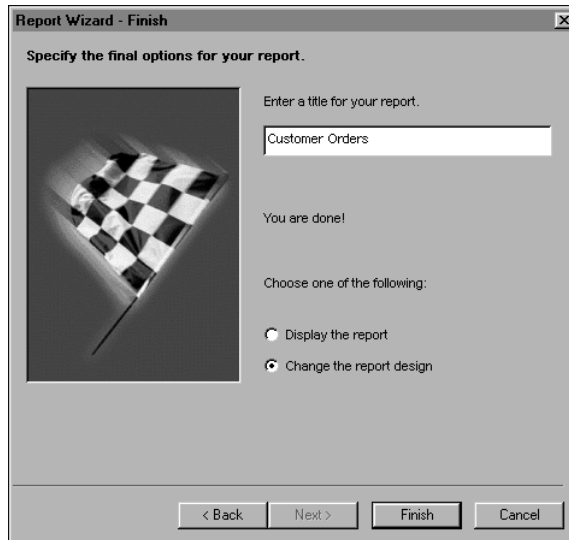 Report Wizard - Finish
Specify the final options for your report.
Enter a title for your report.
Customer Orders
You are done!
Choose one of the following:
Display the report
Change the report design
< Back
Next >
Finish
Cancel